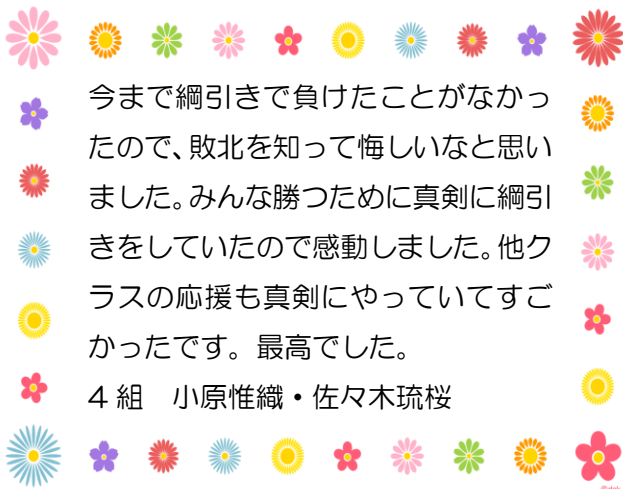 今まで綱引きで負けたことがなかっ
たので、敗北を知って悔しいなと思い
ました。みんな勝つために真剣に綱引
きをしていたので感動しました。他ク
ラスの応援も真剣にやっていてすご
かったです。最高でした。
4組　小原惟織・佐々木琉桜